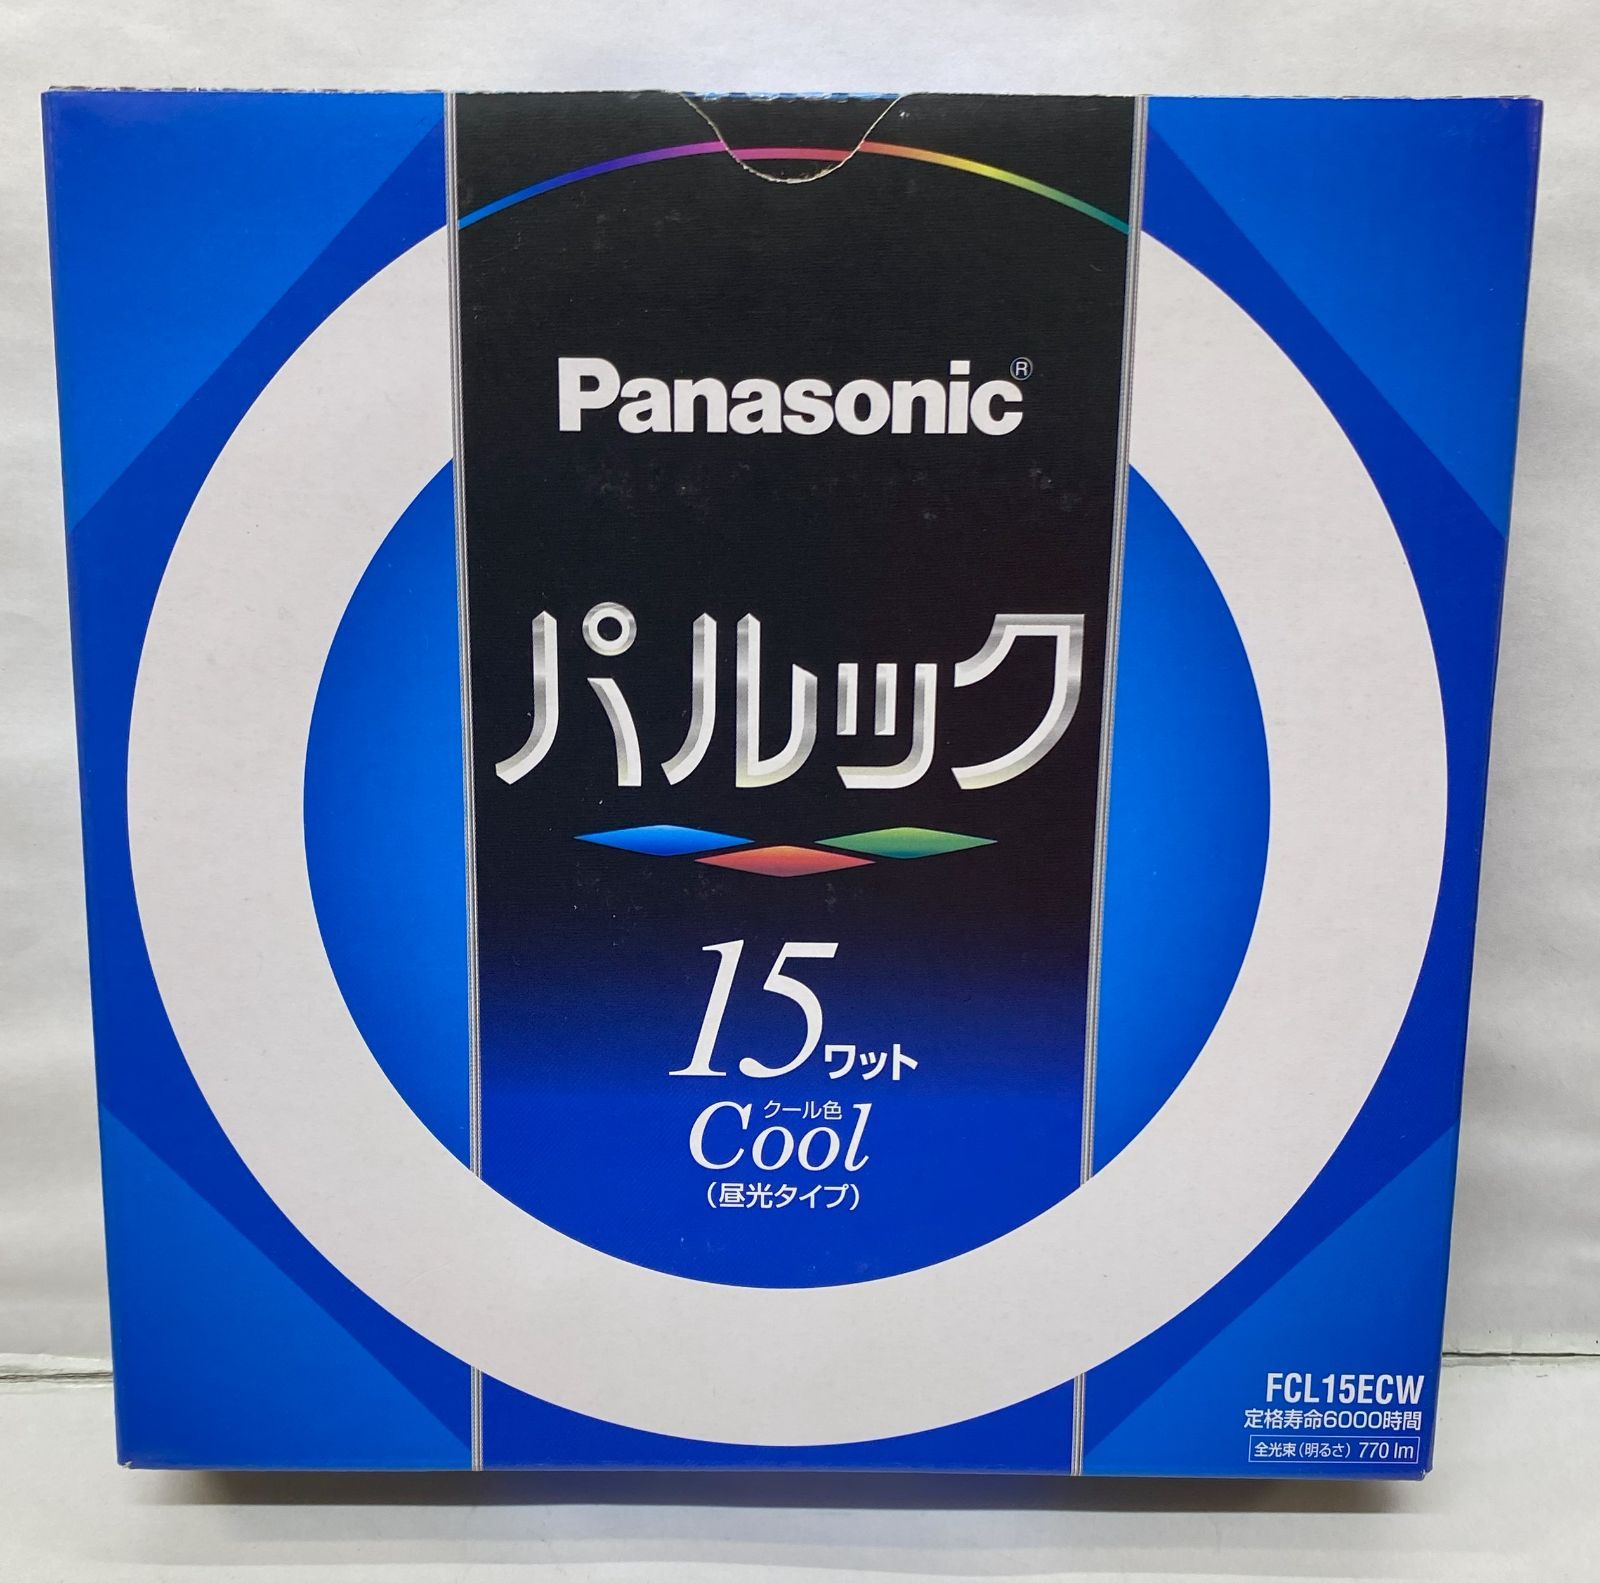 Panasonic®
パルック
15ワット
クール色
Cool
(昼光タイプ)
FCL15ECW
定格寿命6000時間
全光束(明るさ) 770 lm